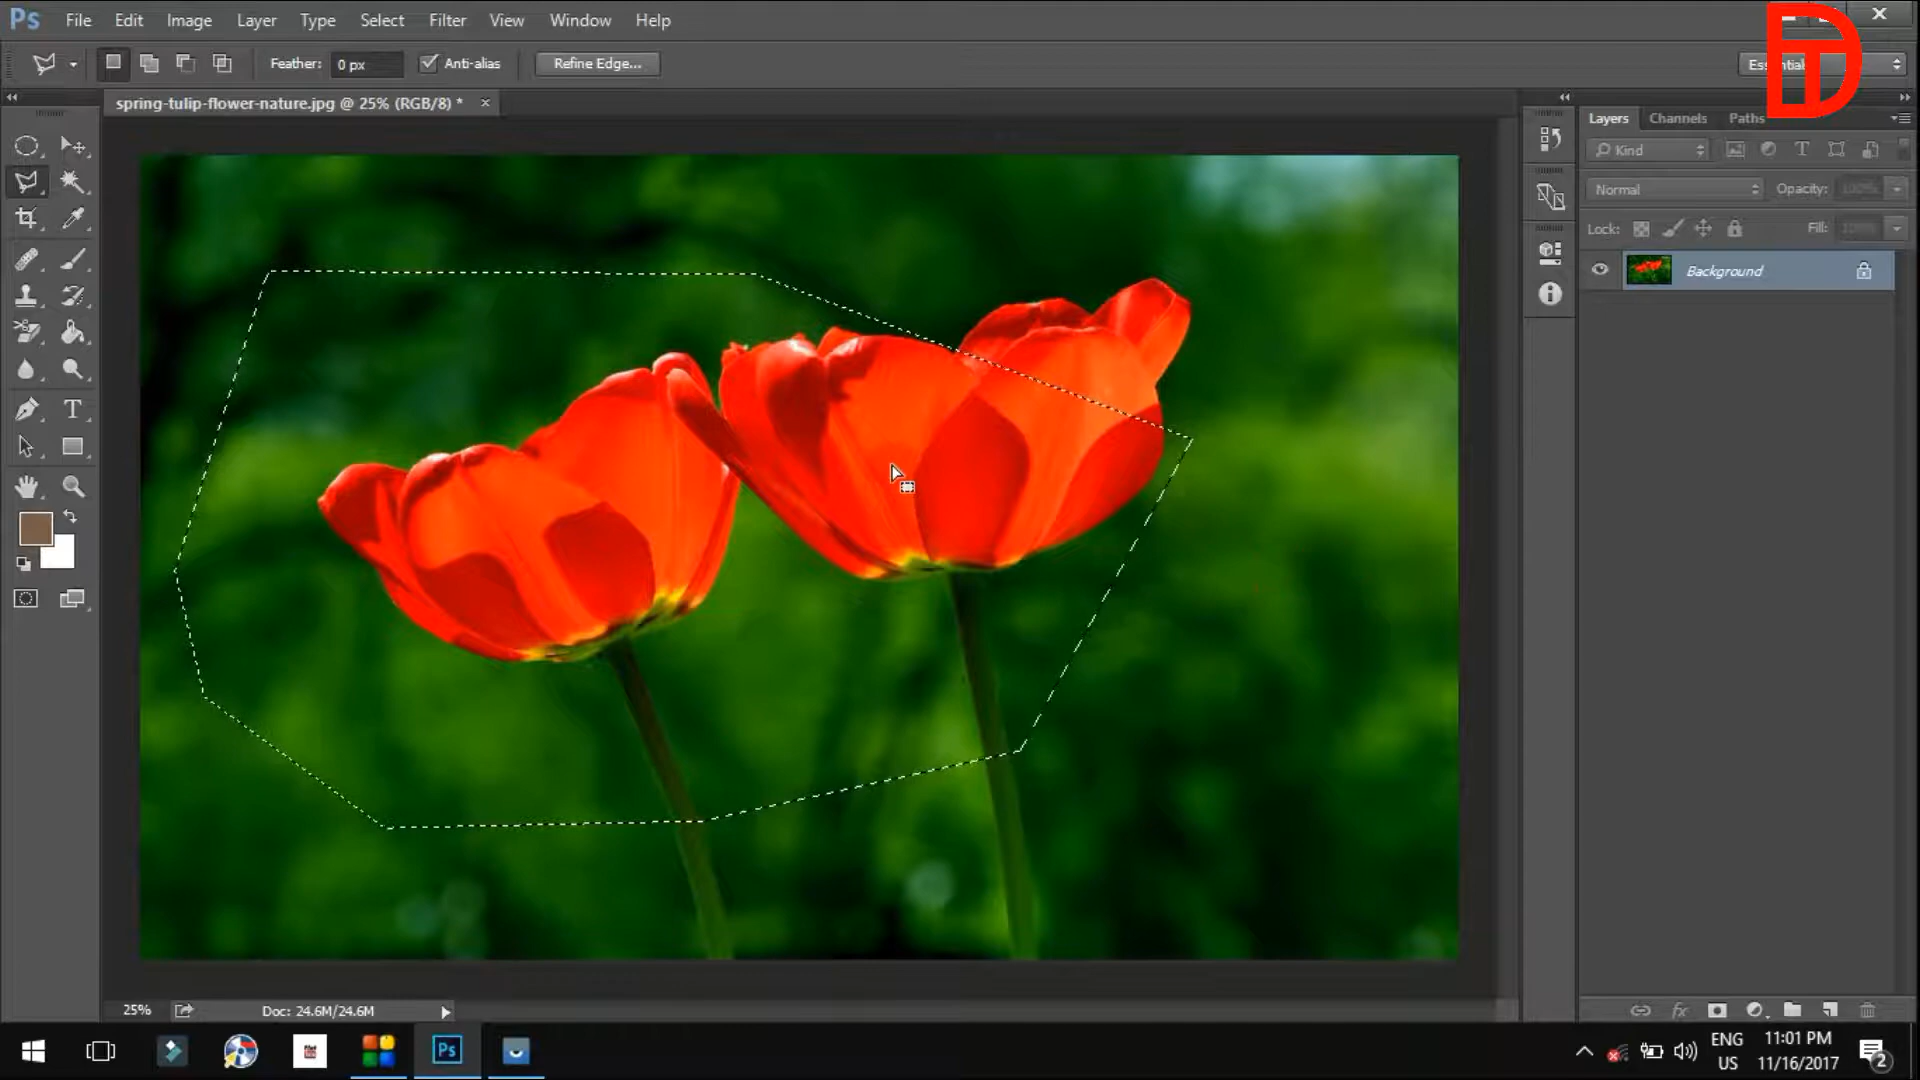 Ps File Edit Image Layer Type Select Filter View Window Help
Feather: 0 px Anti-alias Refine Edge...
spring-tulip-flower-nature.jpg @ 25% (RGB/8) *
Layers Channels Paths
Kind
Normal Opacity: 100%
Lock: Fill:
Background
25% Doc: 24.6M/24.6M
Ps
ENG 11:01 PM
US 11/16/2017 2